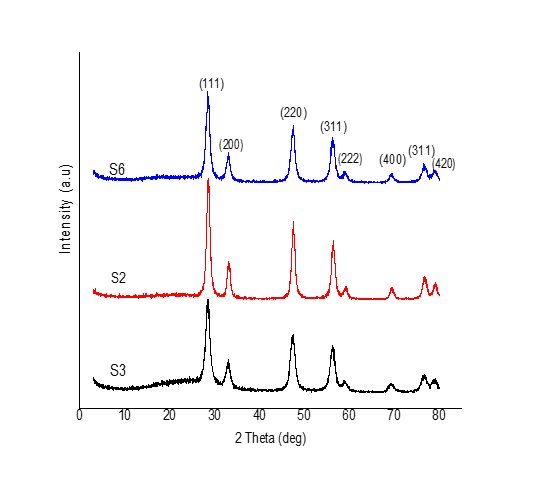 (111)
(220)
(311)
(200)
(222)
(400)
(311)
(420)
S6
S2
S3
Intensity (a.u)
0 10 20 30 40 50 60 70 80
2 Theta (deg)